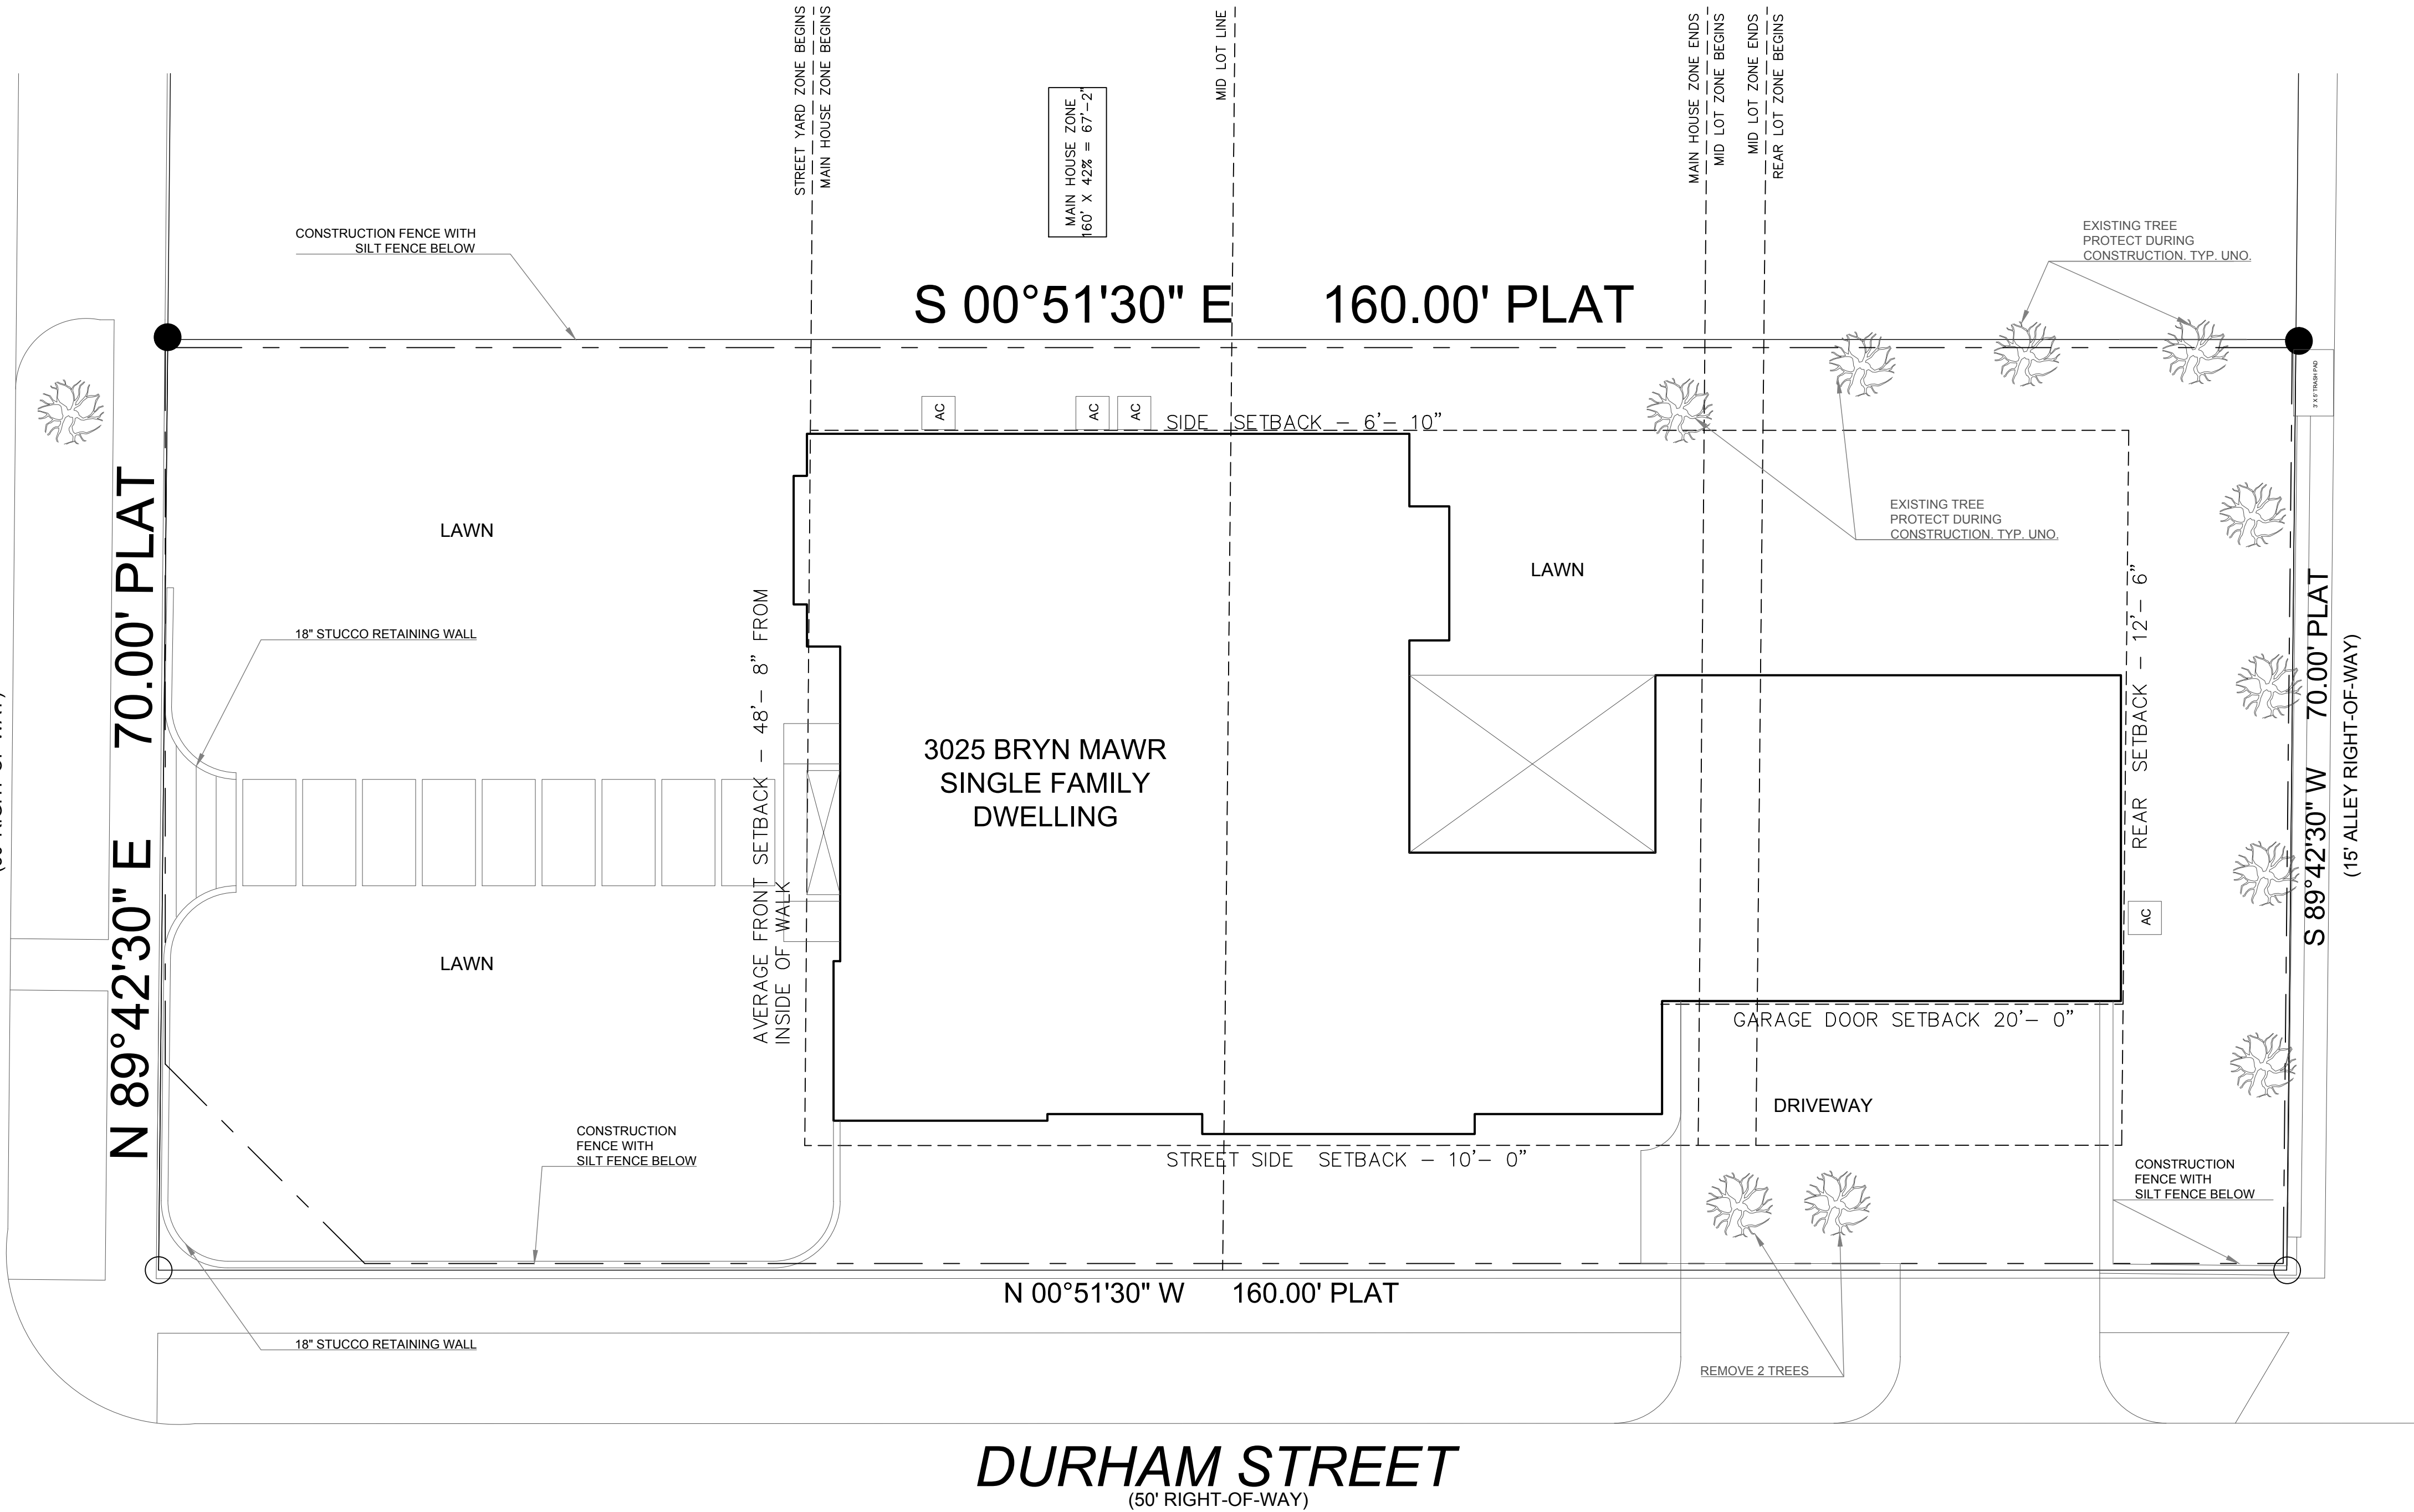 STREET YARD ZONE BEGINS
MAIN HOUSE ZONE BEGINS
MAIN HOUSE ZONE
160' X 42% = 67'-2"
MID LOT LINE
MAIN HOUSE ZONE ENDS
MID LOT ZONE BEGINS
MID LOT ZONE ENDS
REAR LOT ZONE BEGINS
CONSTRUCTION FENCE WITH
SILT FENCE BELOW
EXISTING TREE
PROTECT DURING
CONSTRUCTION. TYP. UNO.
S 00°51'30" E 160.00' PLAT
3' X 5' TRASH PAD
AC
AC
AC
SIDE SETBACK - 6'- 10"
LAWN
EXISTING TREE
PROTECT DURING
CONSTRUCTION. TYP. UNO.
LAWN
N 89°42'30" E 70.00' PLAT
18" STUCCO RETAINING WALL
AVERAGE FRONT SETBACK - 48'- 8" FROM
INSIDE OF WALK
3025 BRYN MAWR
SINGLE FAMILY
DWELLING
REAR SETBACK - 12'- 6"
S 89°42'30" W 70.00' PLAT
(15' ALLEY RIGHT-OF-WAY)
AC
LAWN
GARAGE DOOR SETBACK 20'- 0"
DRIVEWAY
CONSTRUCTION
FENCE WITH
SILT FENCE BELOW
STREET SIDE SETBACK - 10'- 0"
CONSTRUCTION
FENCE WITH
SILT FENCE BELOW
N 00°51'30" W 160.00' PLAT
18" STUCCO RETAINING WALL
REMOVE 2 TREES
DURHAM STREET
(50' RIGHT-OF-WAY)